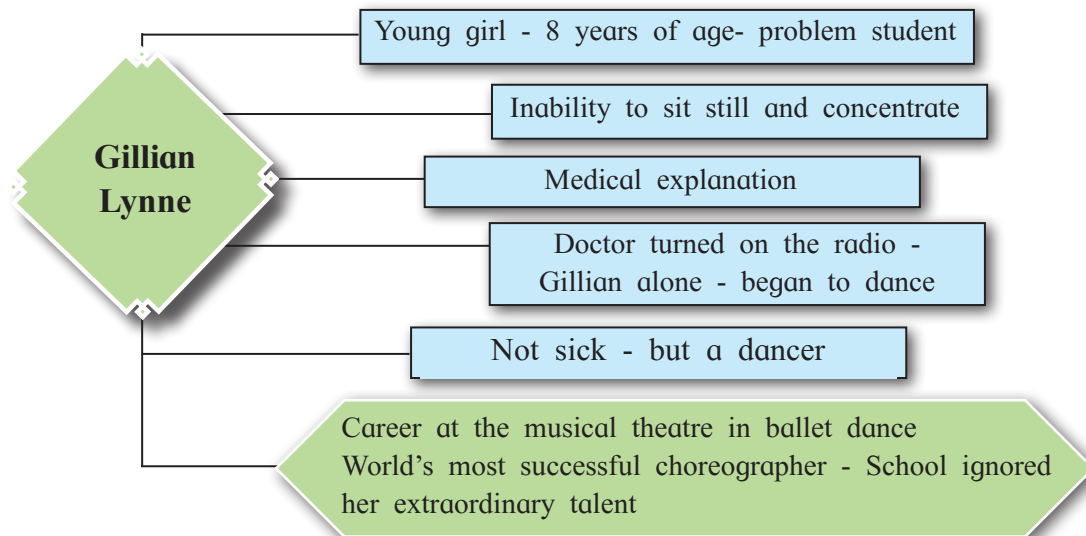 Young girl - 8 years of age- problem student
Inability to sit still and concentrate
Gillian
Lynne
Medical explanation
Doctor turned on the radio -
Gillian alone - began to dance
Not sick - but a dancer
Career at the musical theatre in ballet dance
World's most successful choreographer - School ignored
her extraordinary talent